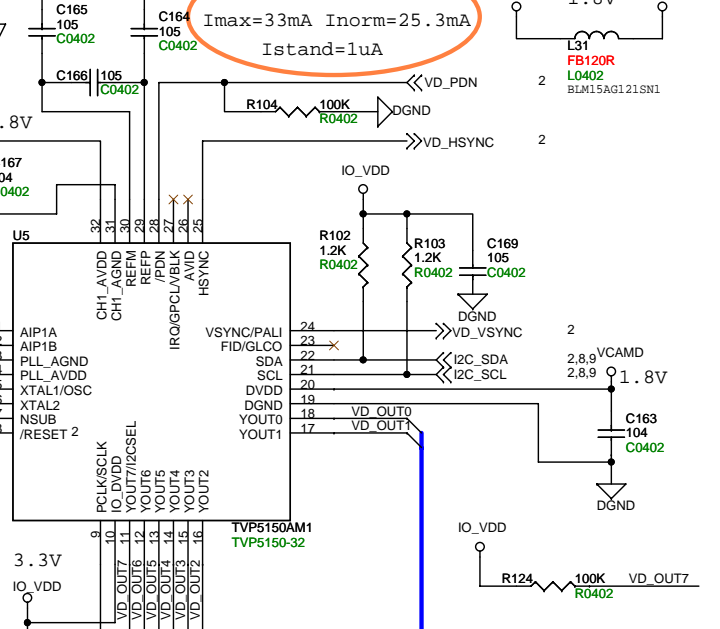 C165
105
C0402
C164
105
C0402
Imax=33mA Inorm=25.3mA
Istand=1uA
L31
FB120R
L0402
BLM15AG121SN1
C166
105
C0402
VD_PDN
2
R104
100K
R0402
DGND
.8V
VD_HSYNC
2
167
04
0402
IO_VDD
32
31
30
29
28
27
26
25
U5
CH1_AVDD
CH1_AGND
REFM
REFP
/PDN
IRQ/GPCL/VBLK
AVID
HSYNC
R102
1.2K
R0402
R103
1.2K
R0402
C169
105
C0402
DGND
AIP1A
AIP1B
PLL_AGND
PLL_AVDD
XTAL1/OSC
XTAL2
NSUB
/RESET 2
VSYNC/PALI
FID/GLCO
SDA
SCL
DVDD
DGND
YOUT0
YOUT1
24
23
22
21
20
19
18
17
VD_VSYNC
2
I2C_SDA
2,8,9
I2C_SCL
2,8,9
VCAMD
1.8V
VD_OUT0
VD_OUT1
C163
104
C0402
DGND
PCLK/SCLK
IO_DVDD
YOUT7/I2CSEL
YOUT6
YOUT5
YOUT4
YOUT3
YOUT2
TVP5150AM1
TVP5150-32
9
10
11
12
13
14
15
16
VD_OUT7
VD_OUT6
VD_OUT5
VD_OUT4
VD_OUT3
VD_OUT2
3.3V
IO_VDD
IO_VDD
R124
100K
R0402
VD_OUT7